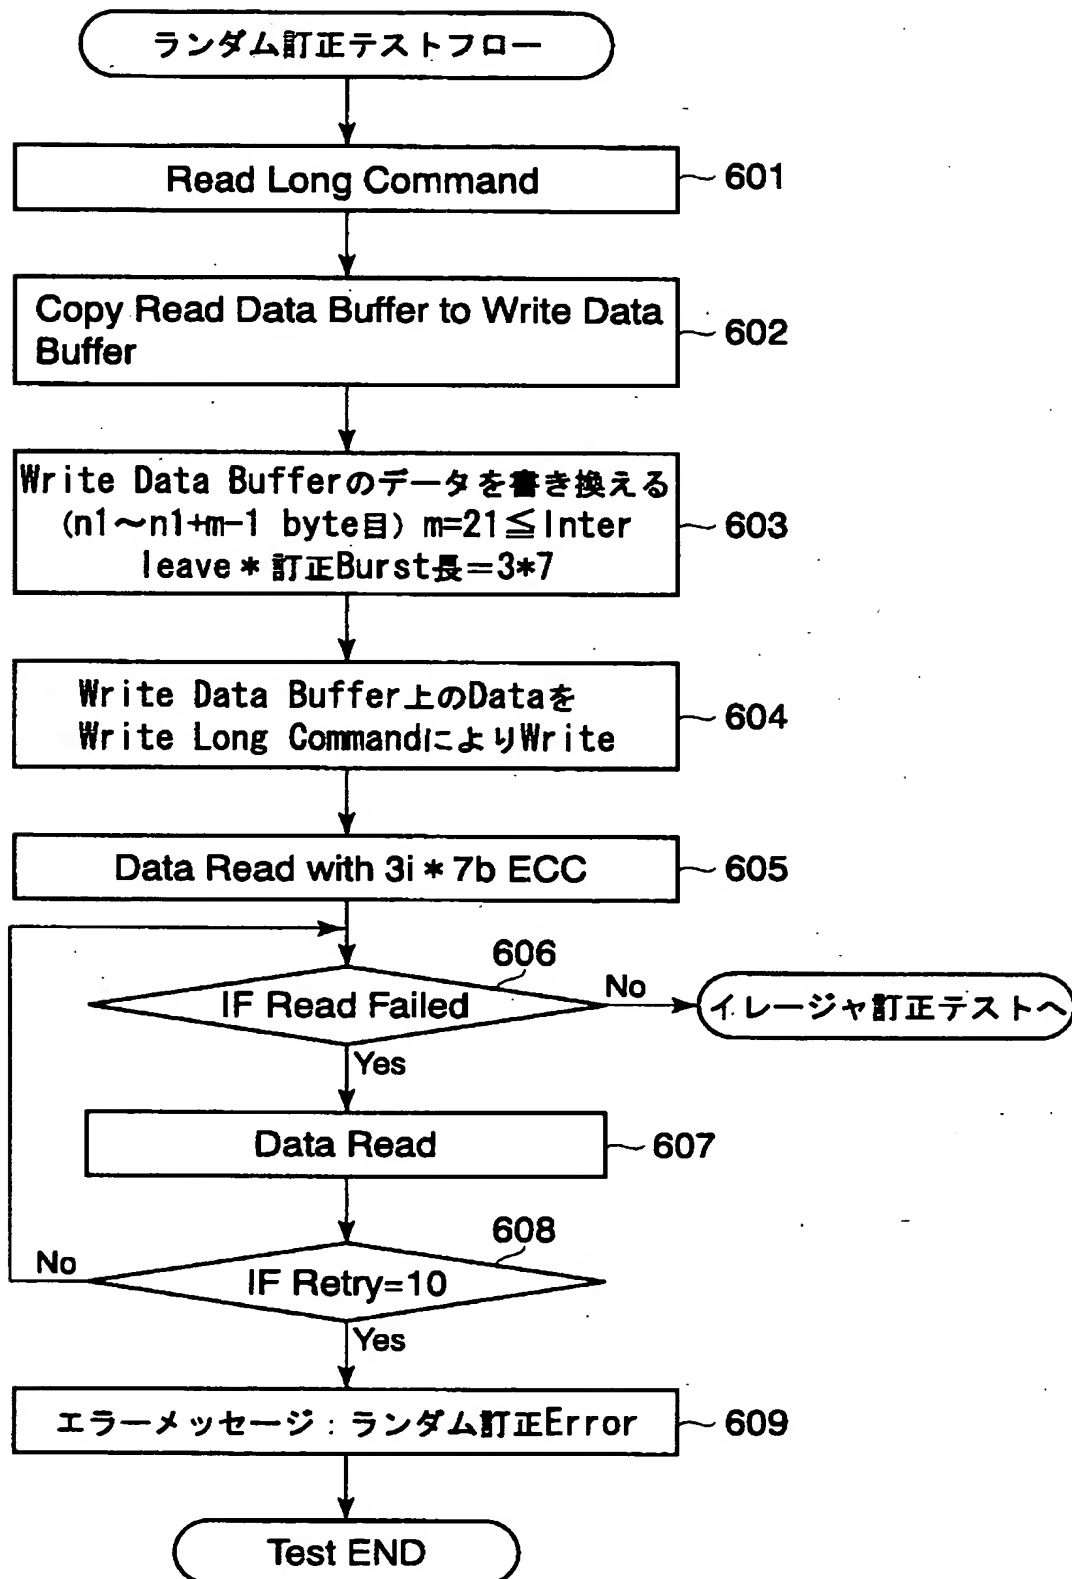 ランダム訂正テストフロー
Read Long Command
601
Copy Read Data Buffer to Write Data
Buffer
602
Write Data Bufferのデータを書き換える
(n1～n1+m-1 byte目) m=21≦Inter
leave * 訂正Burst長=3*7
603
Write Data Buffer上のDataを
Write Long CommandによりWrite
604
Data Read with 3i * 7b ECC
605
606
IF Read Failed
No
イレージャ訂正テストへ
Yes
Data Read
607
608
No
IF Retry=10
Yes
エラーメッセージ：ランダム訂正Error
609
Test END